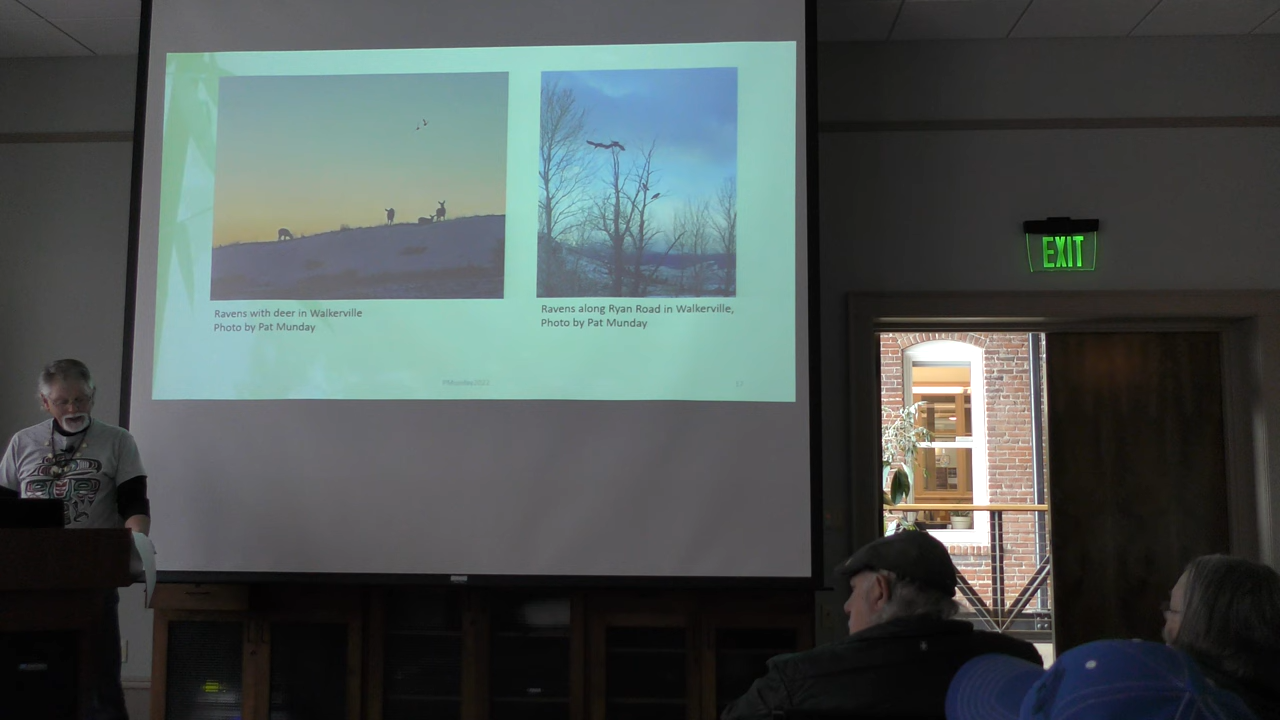 Ravens with deer in Walkerville
Photo by Pat Munday
Ravens along Ryan Road in Walkerville,
Photo by Pat Munday
EXIT